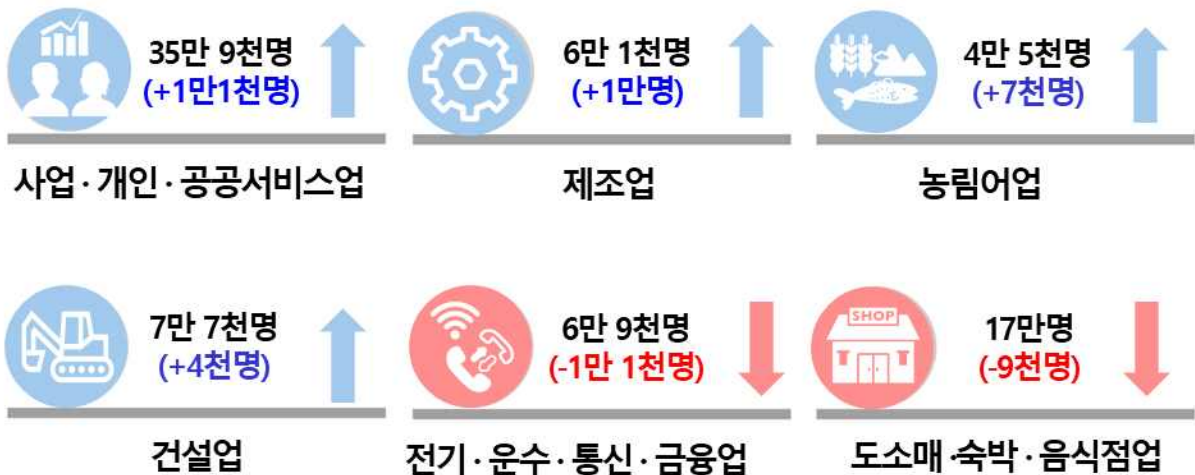 35만 9천명
(+1만1천명)
사업 · 개인 · 공공서비스업
6만 1천명
(+1만명)
제조업
4만 5천명
(+7천명)
농림어업
7만 7천명
(+4천명)
건설업
6만 9천명
(-1만 1천명)
전기 · 운수 · 통신 · 금융업
SHOP
17만명
(-9천명)
도소매 ·숙박 · 음식점업